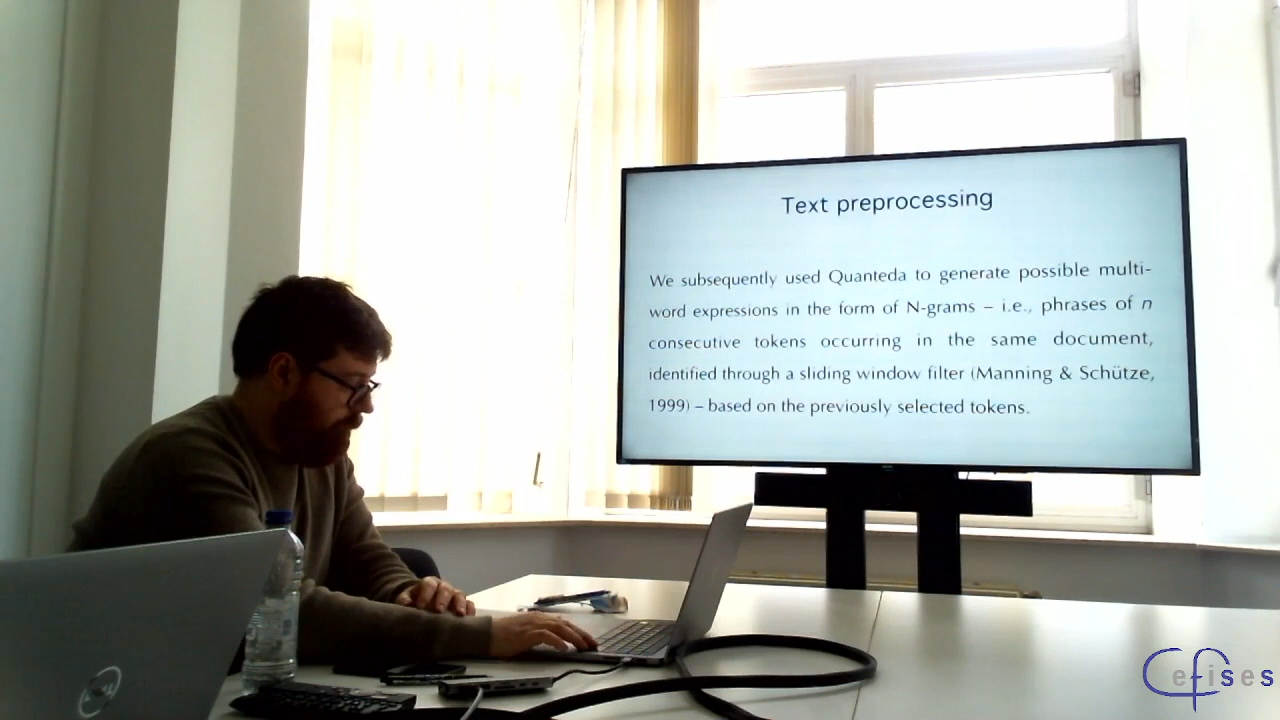 Text preprocessing
We subsequently used Quanteda to generate possible multi-
word expressions in the form of N-grams – i.e., phrases of n
consecutive tokens occurring in the same document,
identified through a sliding window filter (Manning & Schütze,
1999) – based on the previously selected tokens.
DELL
Cefises